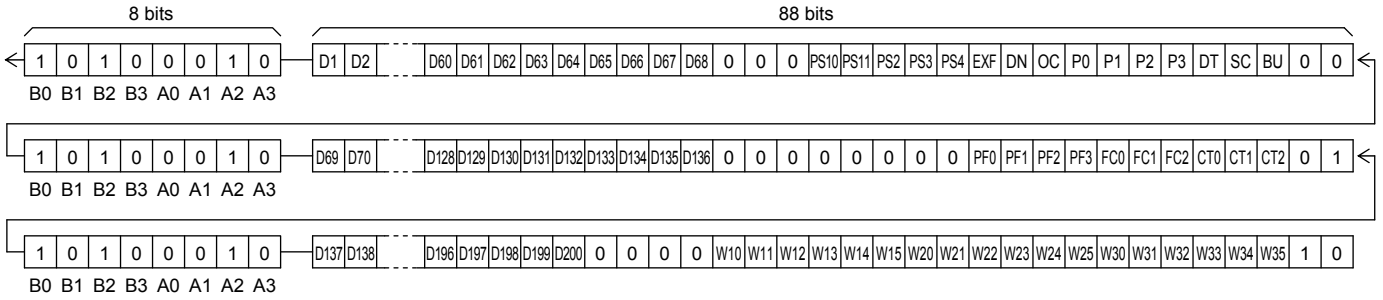 8 bits 88 bits
1 0 1 0 0 0 1 0 D1 D2 D60 D61 D62 D63 D64 D65 D66 D67 D68 0 0 0 PS10 PS11 PS2 PS3 PS4 EXF DN OC P0 P1 P2 P3 DT SC BU 0 0
B0 B1 B2 B3 A0 A1 A2 A3
1 0 1 0 0 0 1 0 D69 D70 D128 D129 D130 D131 D132 D133 D134 D135 D136 0 0 0 0 0 0 0 0 PF0 PF1 PF2 PF3 FC0 FC1 FC2 CT0 CT1 CT2 0 1
B0 B1 B2 B3 A0 A1 A2 A3
1 0 1 0 0 0 1 0 D137 D138 D196 D197 D198 D199 D200 0 0 0 0 W10 W11 W12 W13 W14 W15 W20 W21 W22 W23 W24 W25 W30 W31 W32 W33 W34 W35 1 0
B0 B1 B2 B3 A0 A1 A2 A3